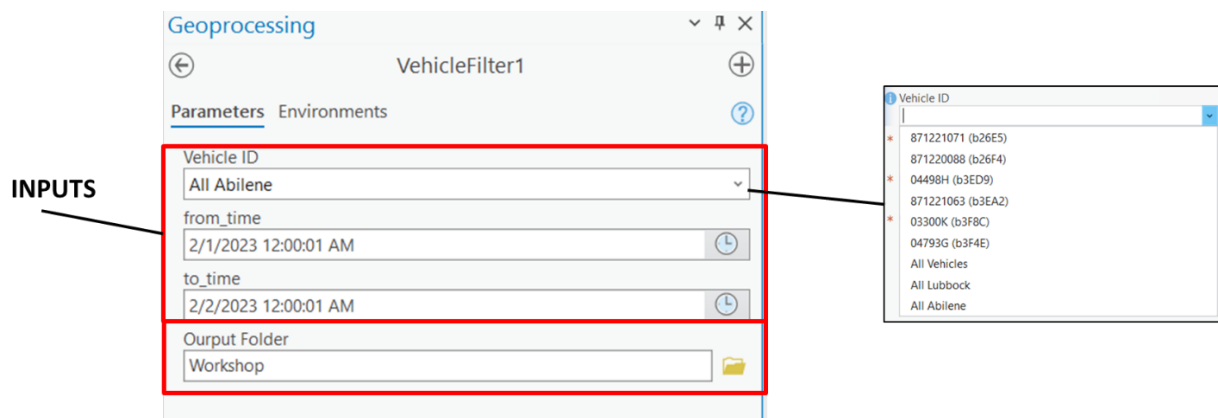 Geoprocessing
VehicleFilter1
Parameters Environments
INPUTS
Vehicle ID
All Abilene
from_time
2/1/2023 12:00:01 AM
to_time
2/2/2023 12:00:01 AM
Ourput Folder
Workshop
Vehicle ID
871221071 (b26E5)
871220088 (b26F4)
* 04498H (b3ED9)
871221063 (b3EA2)
* 03300K (b3F8C)
04793G (b3F4E)
All Vehicles
All Lubbock
All Abilene